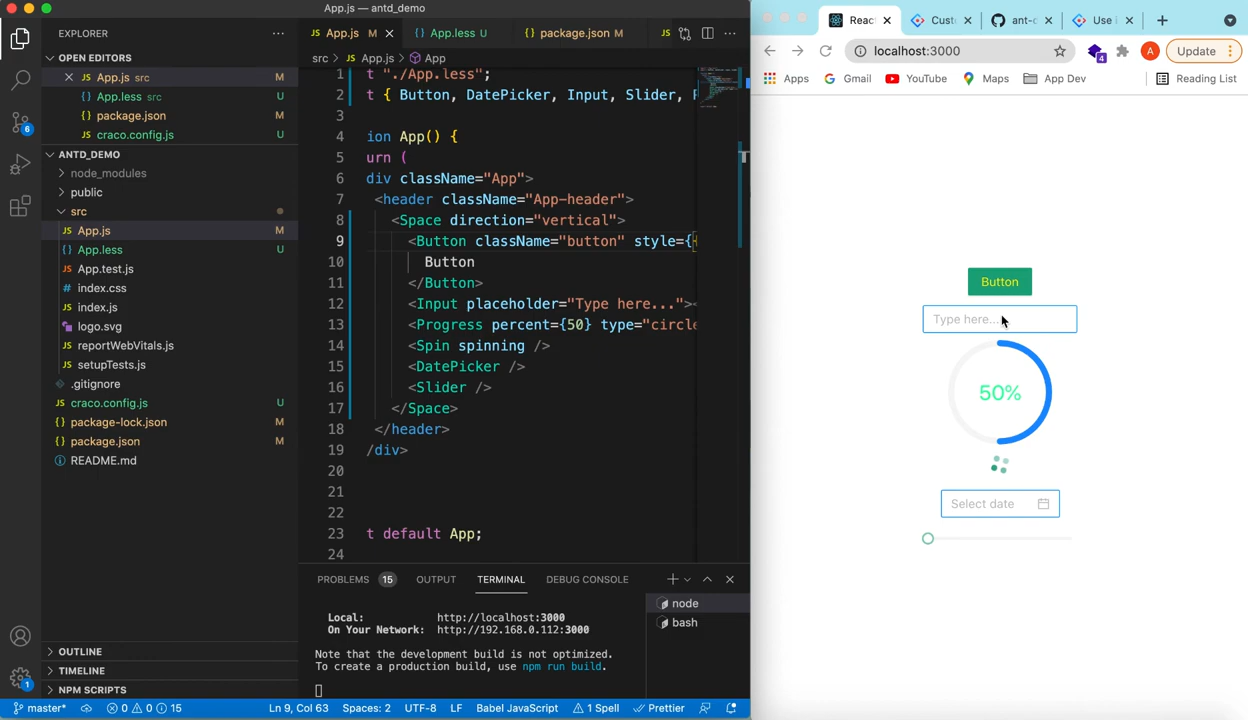 App.js — antd_demo
EXPLORER
OPEN EDITORS
App.js src M
App.less src U
package.json M
craco.config.js U
ANTD_DEMO
node_modules
public
src
App.js M
App.less U
App.test.js
index.css
index.js
logo.svg
reportWebVitals.js
setupTests.js
.gitignore
craco.config.js U
package-lock.json M
package.json M
README.md
OUTLINE
TIMELINE
NPM SCRIPTS
6
1
App.js M
App.less U
package.json M
JS
src > App.js > App
1 t "./App.less";
2 t { Button, DatePicker, Input, Slider,
3
4 ion App() {
5 urn (
6 div className="App">
7 <header className="App-header">
8 <Space direction="vertical">
9 <Button className="button" style={{
10 Button
11 </Button>
12 <Input placeholder="Type here..."><
13 <Progress percent={50} type="circle
14 <Spin spinning />
15 <DatePicker />
16 <Slider />
17 </Space>
18 </header>
19 /div>
20
21
22
23 t default App;
24
PROBLEMS 15 OUTPUT TERMINAL DEBUG CONSOLE
Local: http://localhost:3000
On Your Network: http://192.168.0.112:3000
Note that the development build is not optimized.
To create a production build, use npm run build.
node
bash
master* 0 0 15 Ln 9, Col 63 Spaces: 2 UTF-8 LF Babel JavaScript 1 Spell Prettier
Reac Cust ant-d Use i
localhost:3000 4 A Update
Apps Gmail YouTube Maps App Dev Reading List
Button
Type here...
50%
Select date